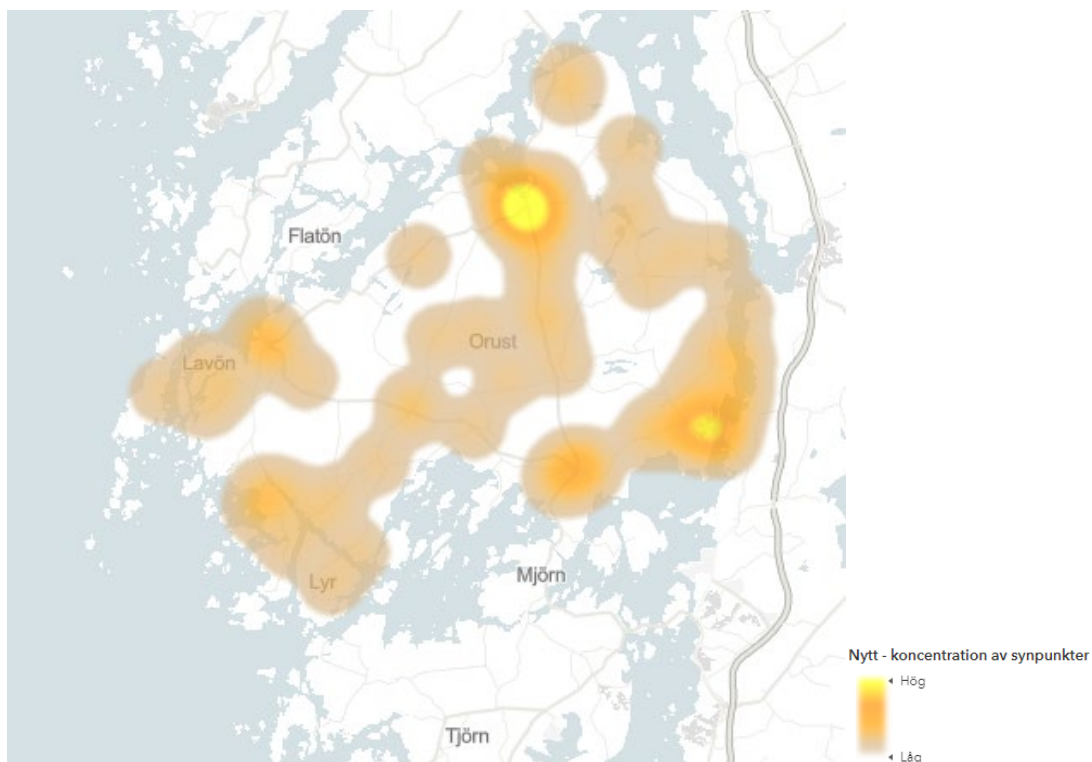 Flatön
Orust
Lavön
Mjörn
Lyr
Tjörn
Nytt - koncentration av synpunkter
Hög
Låg